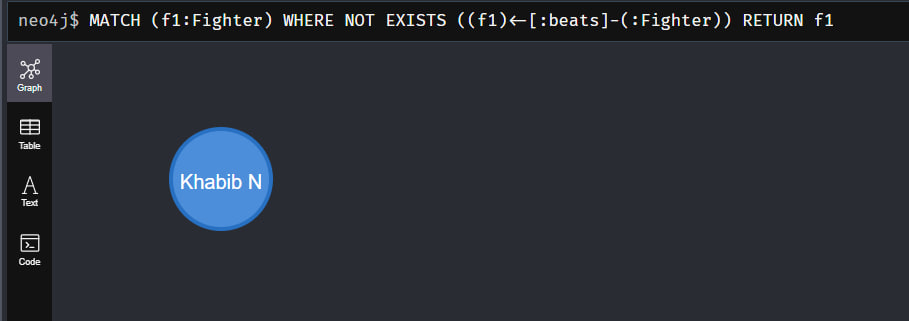 neo4j$ MATCH (f1:Fighter) WHERE NOT EXISTS ((f1)<-[:beats]-(:Fighter)) RETURN f1
Graph
Table
A
Text
Code
Khabib N